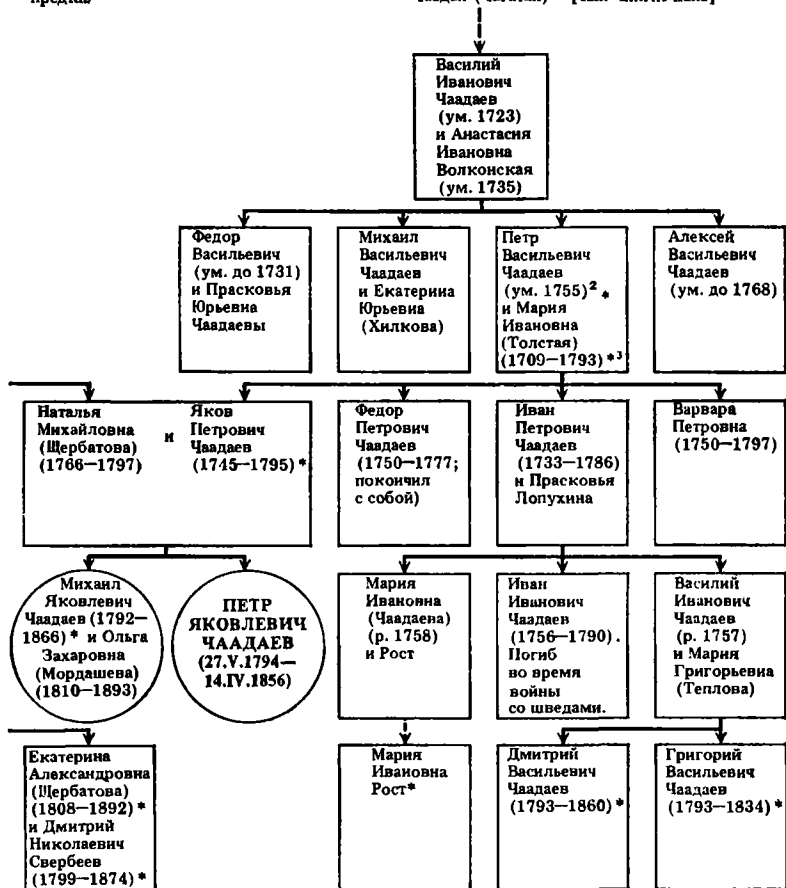 Василий
Иванович
Чаадаев
(ум. 1723)
и Анастасия
Ивановна
Волконская
(ум. 1735)
Федор
Васильевич
(ум. до 1731)
и Прасковья
Юрьевна
Чаадаевы
Михаил
Васильевич
Чаадаев
и Екатерина
Юрьевна
(Хилкова)
Петр
Васильевич
Чаадаев
(ум. 1755)² *
и Мария
Ивановна
(Толстая)
(1709—1793) *³
Алексей
Васильевич
Чаадаев
(ум. до 1768)
Наталья
Михайловна
(Щербатова)
(1766—1797)
и
Яков
Петрович
Чаадаев
(1745—1795) *
Федор
Петрович
Чаадаев
(1750—1777;
покончил
с собой)
Иван
Петрович
Чаадаев
(1733—1786)
и Прасковья
Лопухина
Варвара
Петровна
(1750—1797)
Михаил
Яковлевич
Чаадаев (1792—
1866) * и Ольга
Захаровна
(Мордашева)
(1810—1893)
ПЕТР
ЯКОВЛЕВИЧ
ЧААДАЕВ
(27.V.1794—
14.IV.1856)
Мария
Ивановна
(Чаадаева)
(р. 1758)
и Рост
Иван
Иванович
Чаадаев
(1756—1790).
Погиб
во время
войны
со шведами.
Василий
Иванович
Чаадаев
(р. 1757)
и Мария
Григорьевна
(Теплова)
Екатерина
Александровна
(Щербатова)
(1808—1892) *
и Дмитрий
Николаевич
Свербеев
(1799—1874) *
Мария
Ивановна
Рост*
Дмитрий
Васильевич
Чаадаев
(1793—1860) *
Григорий
Васильевич
Чаадаев
(1793—1834) *